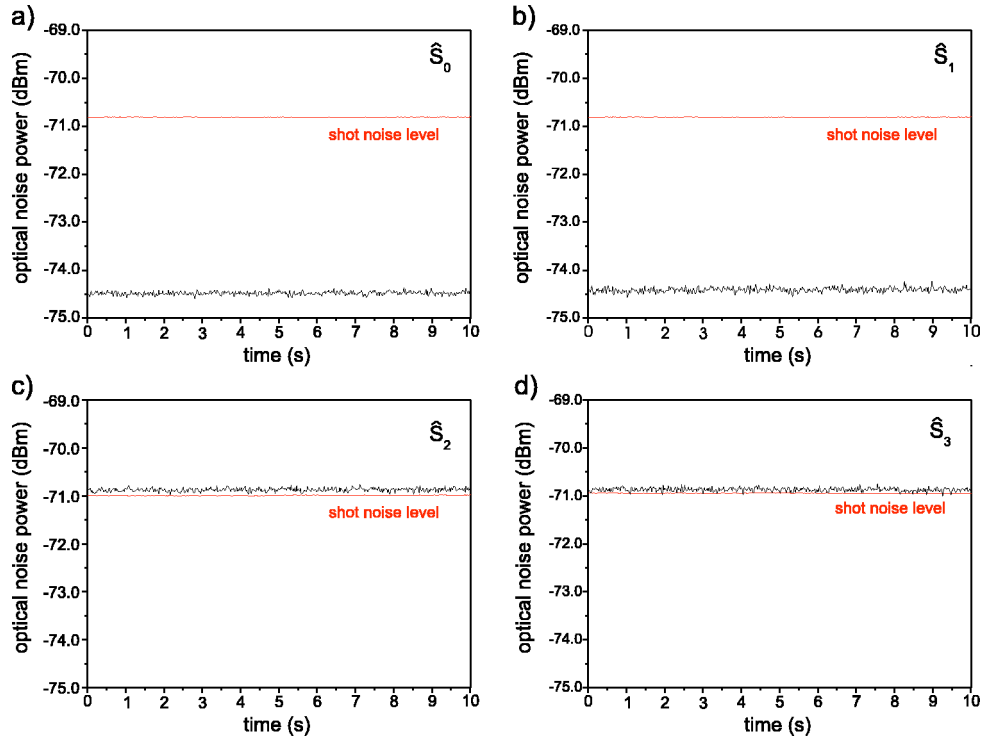 a)
optical noise power (dBm)
-69.0
-70.0
-71.0
-72.0
-73.0
-74.0
-75.0
Ŝ0
shot noise level
0 1 2 3 4 5 6 7 8 9 10
time (s)
b)
optical noise power (dBm)
-69.0
-70.0
-71.0
-72.0
-73.0
-74.0
-75.0
Ŝ1
shot noise level
0 1 2 3 4 5 6 7 8 9 10
time (s)
c)
optical noise power (dBm)
-69.0
-70.0
-71.0
-72.0
-73.0
-74.0
-75.0
Ŝ2
shot noise level
0 1 2 3 4 5 6 7 8 9 10
time (s)
d)
optical noise power (dBm)
-69.0
-70.0
-71.0
-72.0
-73.0
-74.0
-75.0
Ŝ3
shot noise level
0 1 2 3 4 5 6 7 8 9 10
time (s)